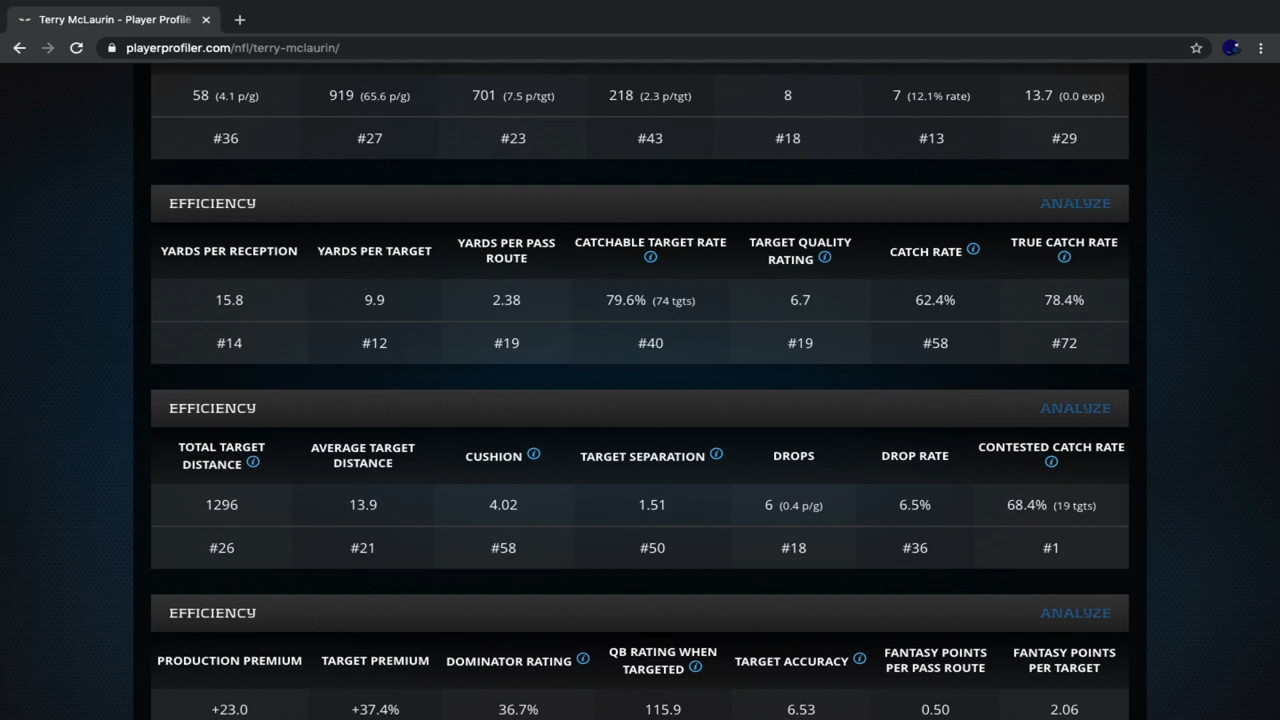 Terry McLaurin - Player Profile
playerprofiler.com/nfl/terry-mclaurin/
58 (4.1 p/g) 919 (65.6 p/g) 701 (7.5 p/tgt) 218 (2.3 p/tgt) 8 7 (12.1% rate) 13.7 (0.0 exp)
#36 #27 #23 #43 #18 #13 #29
EFFICIENCY ANALYZE
YARDS PER RECEPTION YARDS PER TARGET YARDS PER PASS ROUTE CATCHABLE TARGET RATE TARGET QUALITY RATING CATCH RATE TRUE CATCH RATE
15.8 9.9 2.38 79.6% (74 tgts) 6.7 62.4% 78.4%
#14 #12 #19 #40 #19 #58 #72
EFFICIENCY ANALYZE
TOTAL TARGET DISTANCE AVERAGE TARGET DISTANCE CUSHION TARGET SEPARATION DROPS DROP RATE CONTESTED CATCH RATE
1296 13.9 4.02 1.51 6 (0.4 p/g) 6.5% 68.4% (19 tgts)
#26 #21 #58 #50 #18 #36 #1
EFFICIENCY ANALYZE
PRODUCTION PREMIUM TARGET PREMIUM DOMINATOR RATING QB RATING WHEN TARGETED TARGET ACCURACY FANTASY POINTS PER PASS ROUTE FANTASY POINTS PER TARGET
+23.0 +37.4% 36.7% 115.9 6.53 0.50 2.06